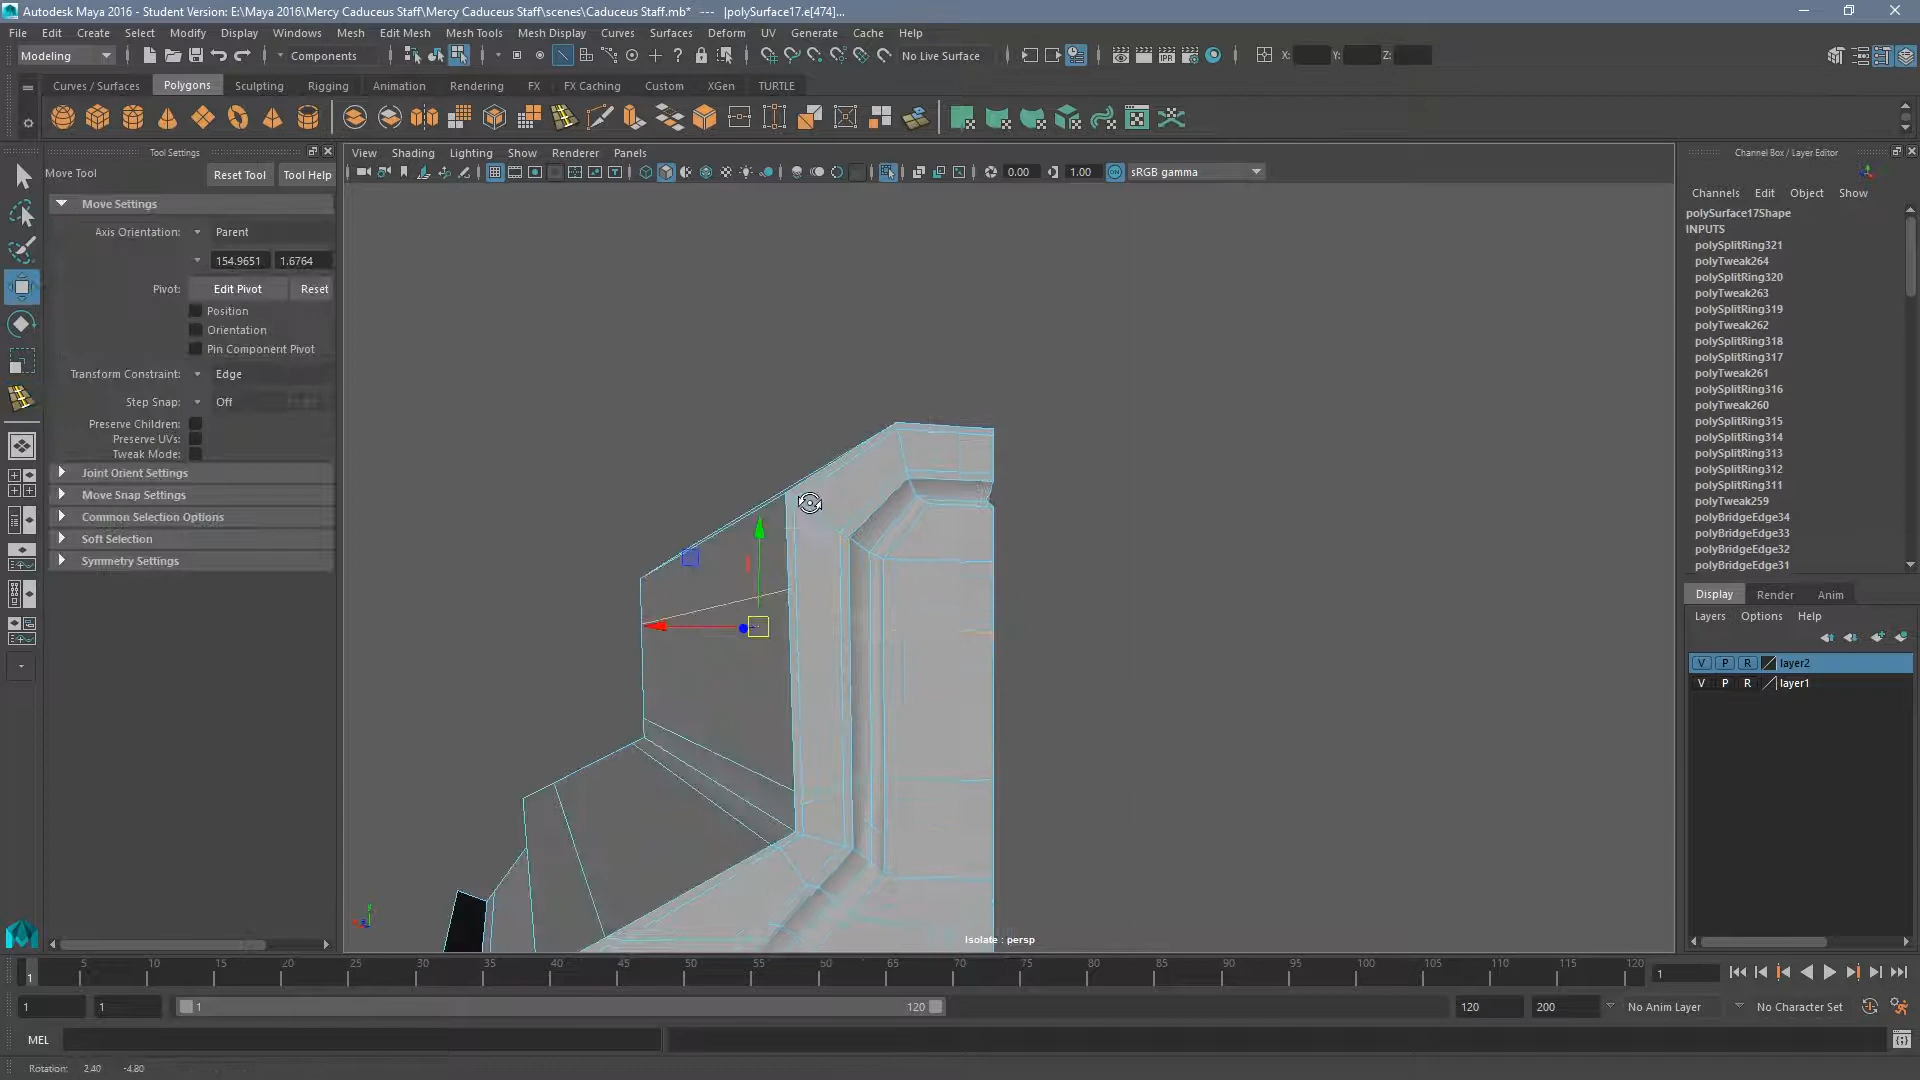 Autodesk Maya 2016 - Student Version: E:\Maya 2016\Mercy Caduceus Staff\Mercy Caduceus Staff\scenes\Caduceus Staff.mb* --- |polySurface17.e[474]...
File Edit Create Select Modify Display Windows Mesh Edit Mesh Mesh Tools Mesh Display Curves Surfaces Deform UV Generate Cache Help
Modeling Components No Live Surface X: Y: Z:
Curves / Surfaces Polygons Sculpting Rigging Animation Rendering FX FX Caching Custom XGen TURTLE
Tool Settings
Move Tool Reset Tool Tool Help
Move Settings
Axis Orientation: Parent
154.9651 1.6764
Pivot: Edit Pivot Reset
Position
Orientation
Pin Component Pivot
Transform Constraint: Edge
Step Snap: Off
Preserve Children:
Preserve UVs:
Tweak Mode:
Joint Orient Settings
Move Snap Settings
Common Selection Options
Soft Selection
Symmetry Settings
View Shading Lighting Show Renderer Panels
0.00 1.00 ON sRGB gamma
Isolate : persp
Channel Box / Layer Editor
Channels Edit Object Show
polySurface17Shape
INPUTS
polySplitRing321
polyTweak264
polySplitRing320
polyTweak263
polySplitRing319
polyTweak262
polySplitRing318
polySplitRing317
polyTweak261
polySplitRing316
polyTweak260
polySplitRing315
polySplitRing314
polySplitRing313
polySplitRing312
polySplitRing311
polyTweak259
polyBridgeEdge34
polyBridgeEdge33
polyBridgeEdge32
polyBridgeEdge31
Display Render Anim
Layers Options Help
V P R layer2
V P R layer1
1 5 10 15 20 25 30 35 40 45 50 55 60 65 70 75 80 85 90 95 100 105 110 115 120 1
1 1 1 120 120 200 No Anim Layer No Character Set
MEL
Rotation: 2.40 -4.80